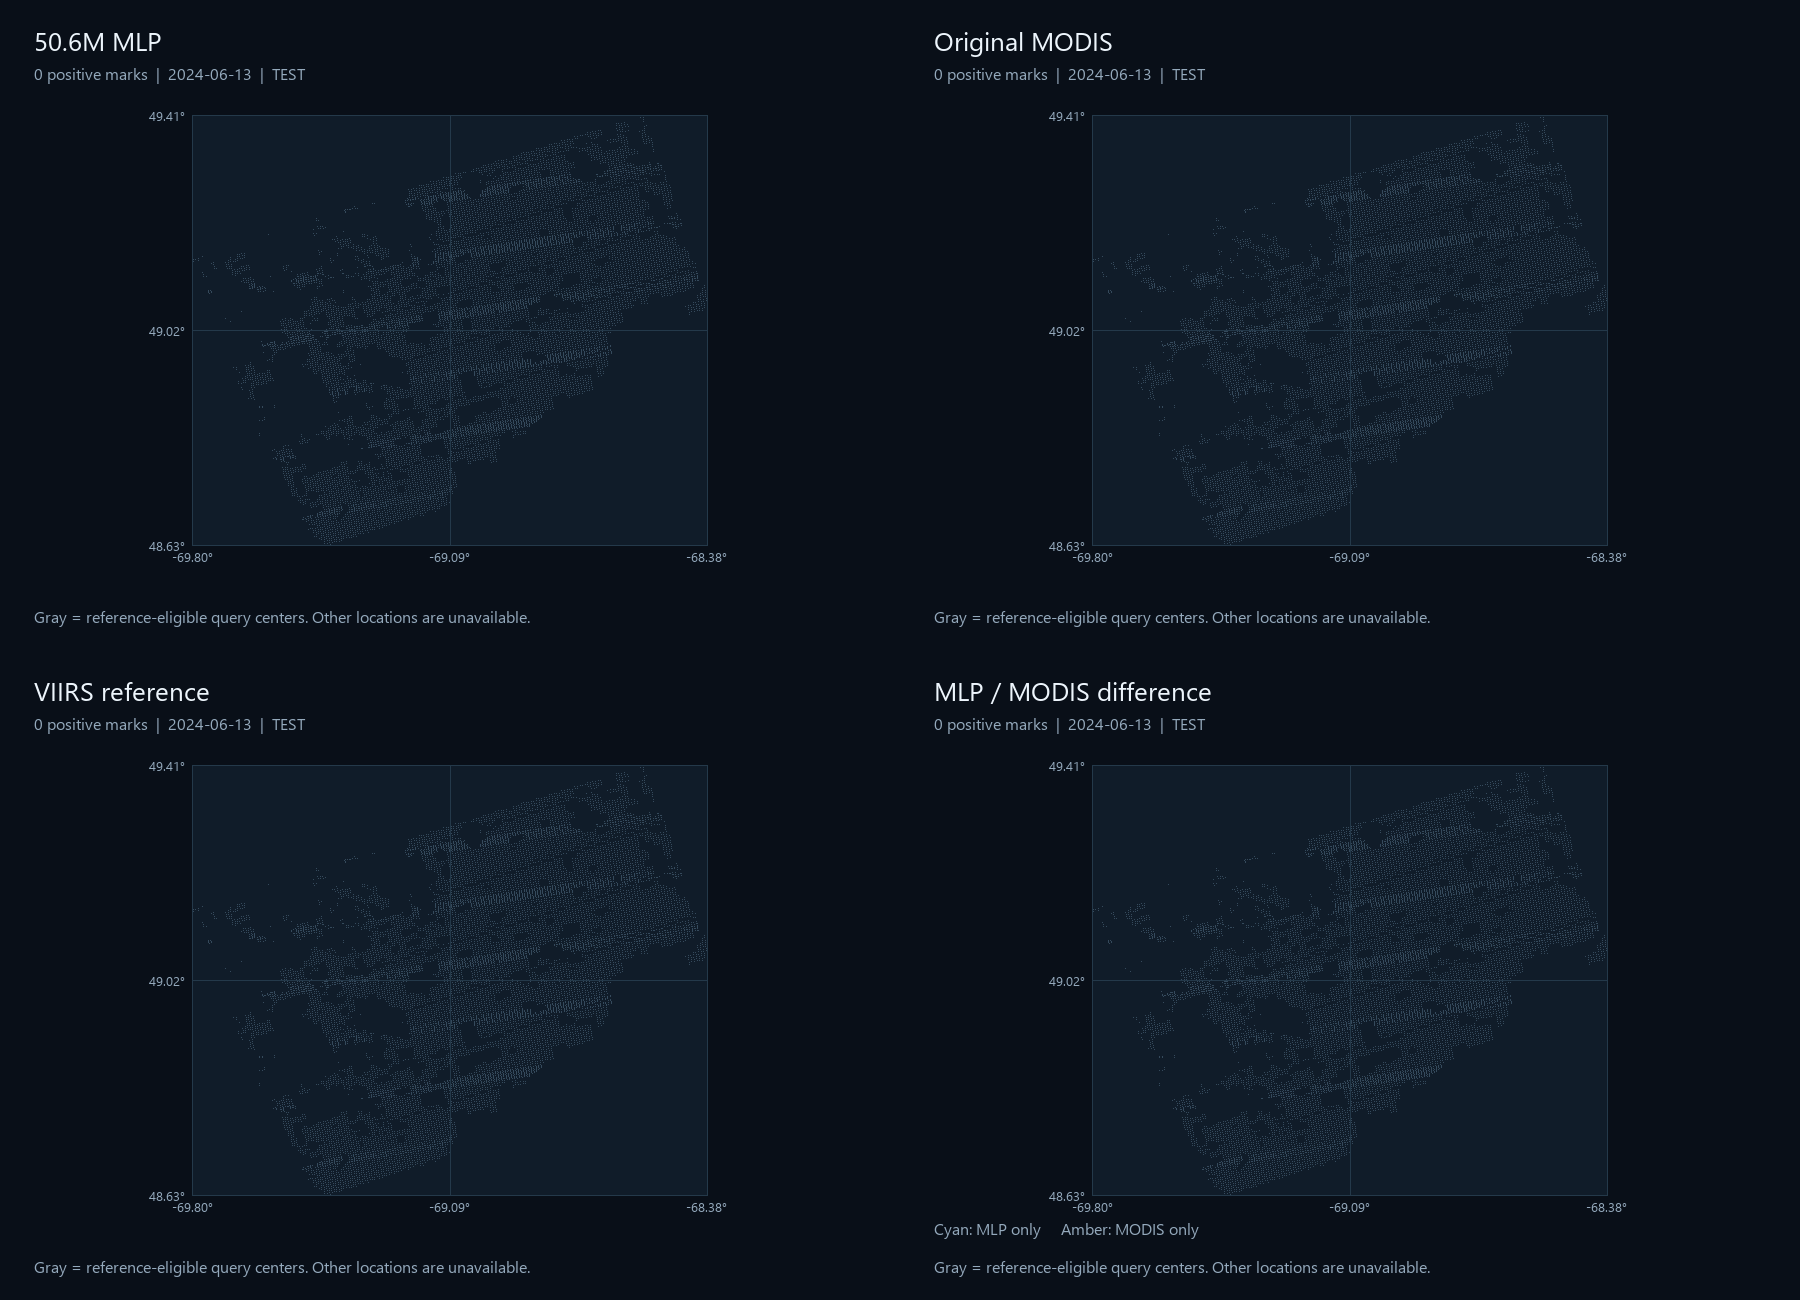 50.6M MLP
0 positive marks | 2024-06-13 | TEST
49.41°
49.02°
48.63°
-69.80°
-69.09°
-68.38°
Gray = reference-eligible query centers. Other locations are unavailable.
Original MODIS
0 positive marks | 2024-06-13 | TEST
49.41°
49.02°
48.63°
-69.80°
-69.09°
-68.38°
Gray = reference-eligible query centers. Other locations are unavailable.
VIIRS reference
0 positive marks | 2024-06-13 | TEST
49.41°
49.02°
48.63°
-69.80°
-69.09°
-68.38°
Gray = reference-eligible query centers. Other locations are unavailable.
MLP / MODIS difference
0 positive marks | 2024-06-13 | TEST
49.41°
49.02°
48.63°
-69.80°
-69.09°
-68.38°
Cyan: MLP only Amber: MODIS only
Gray = reference-eligible query centers. Other locations are unavailable.